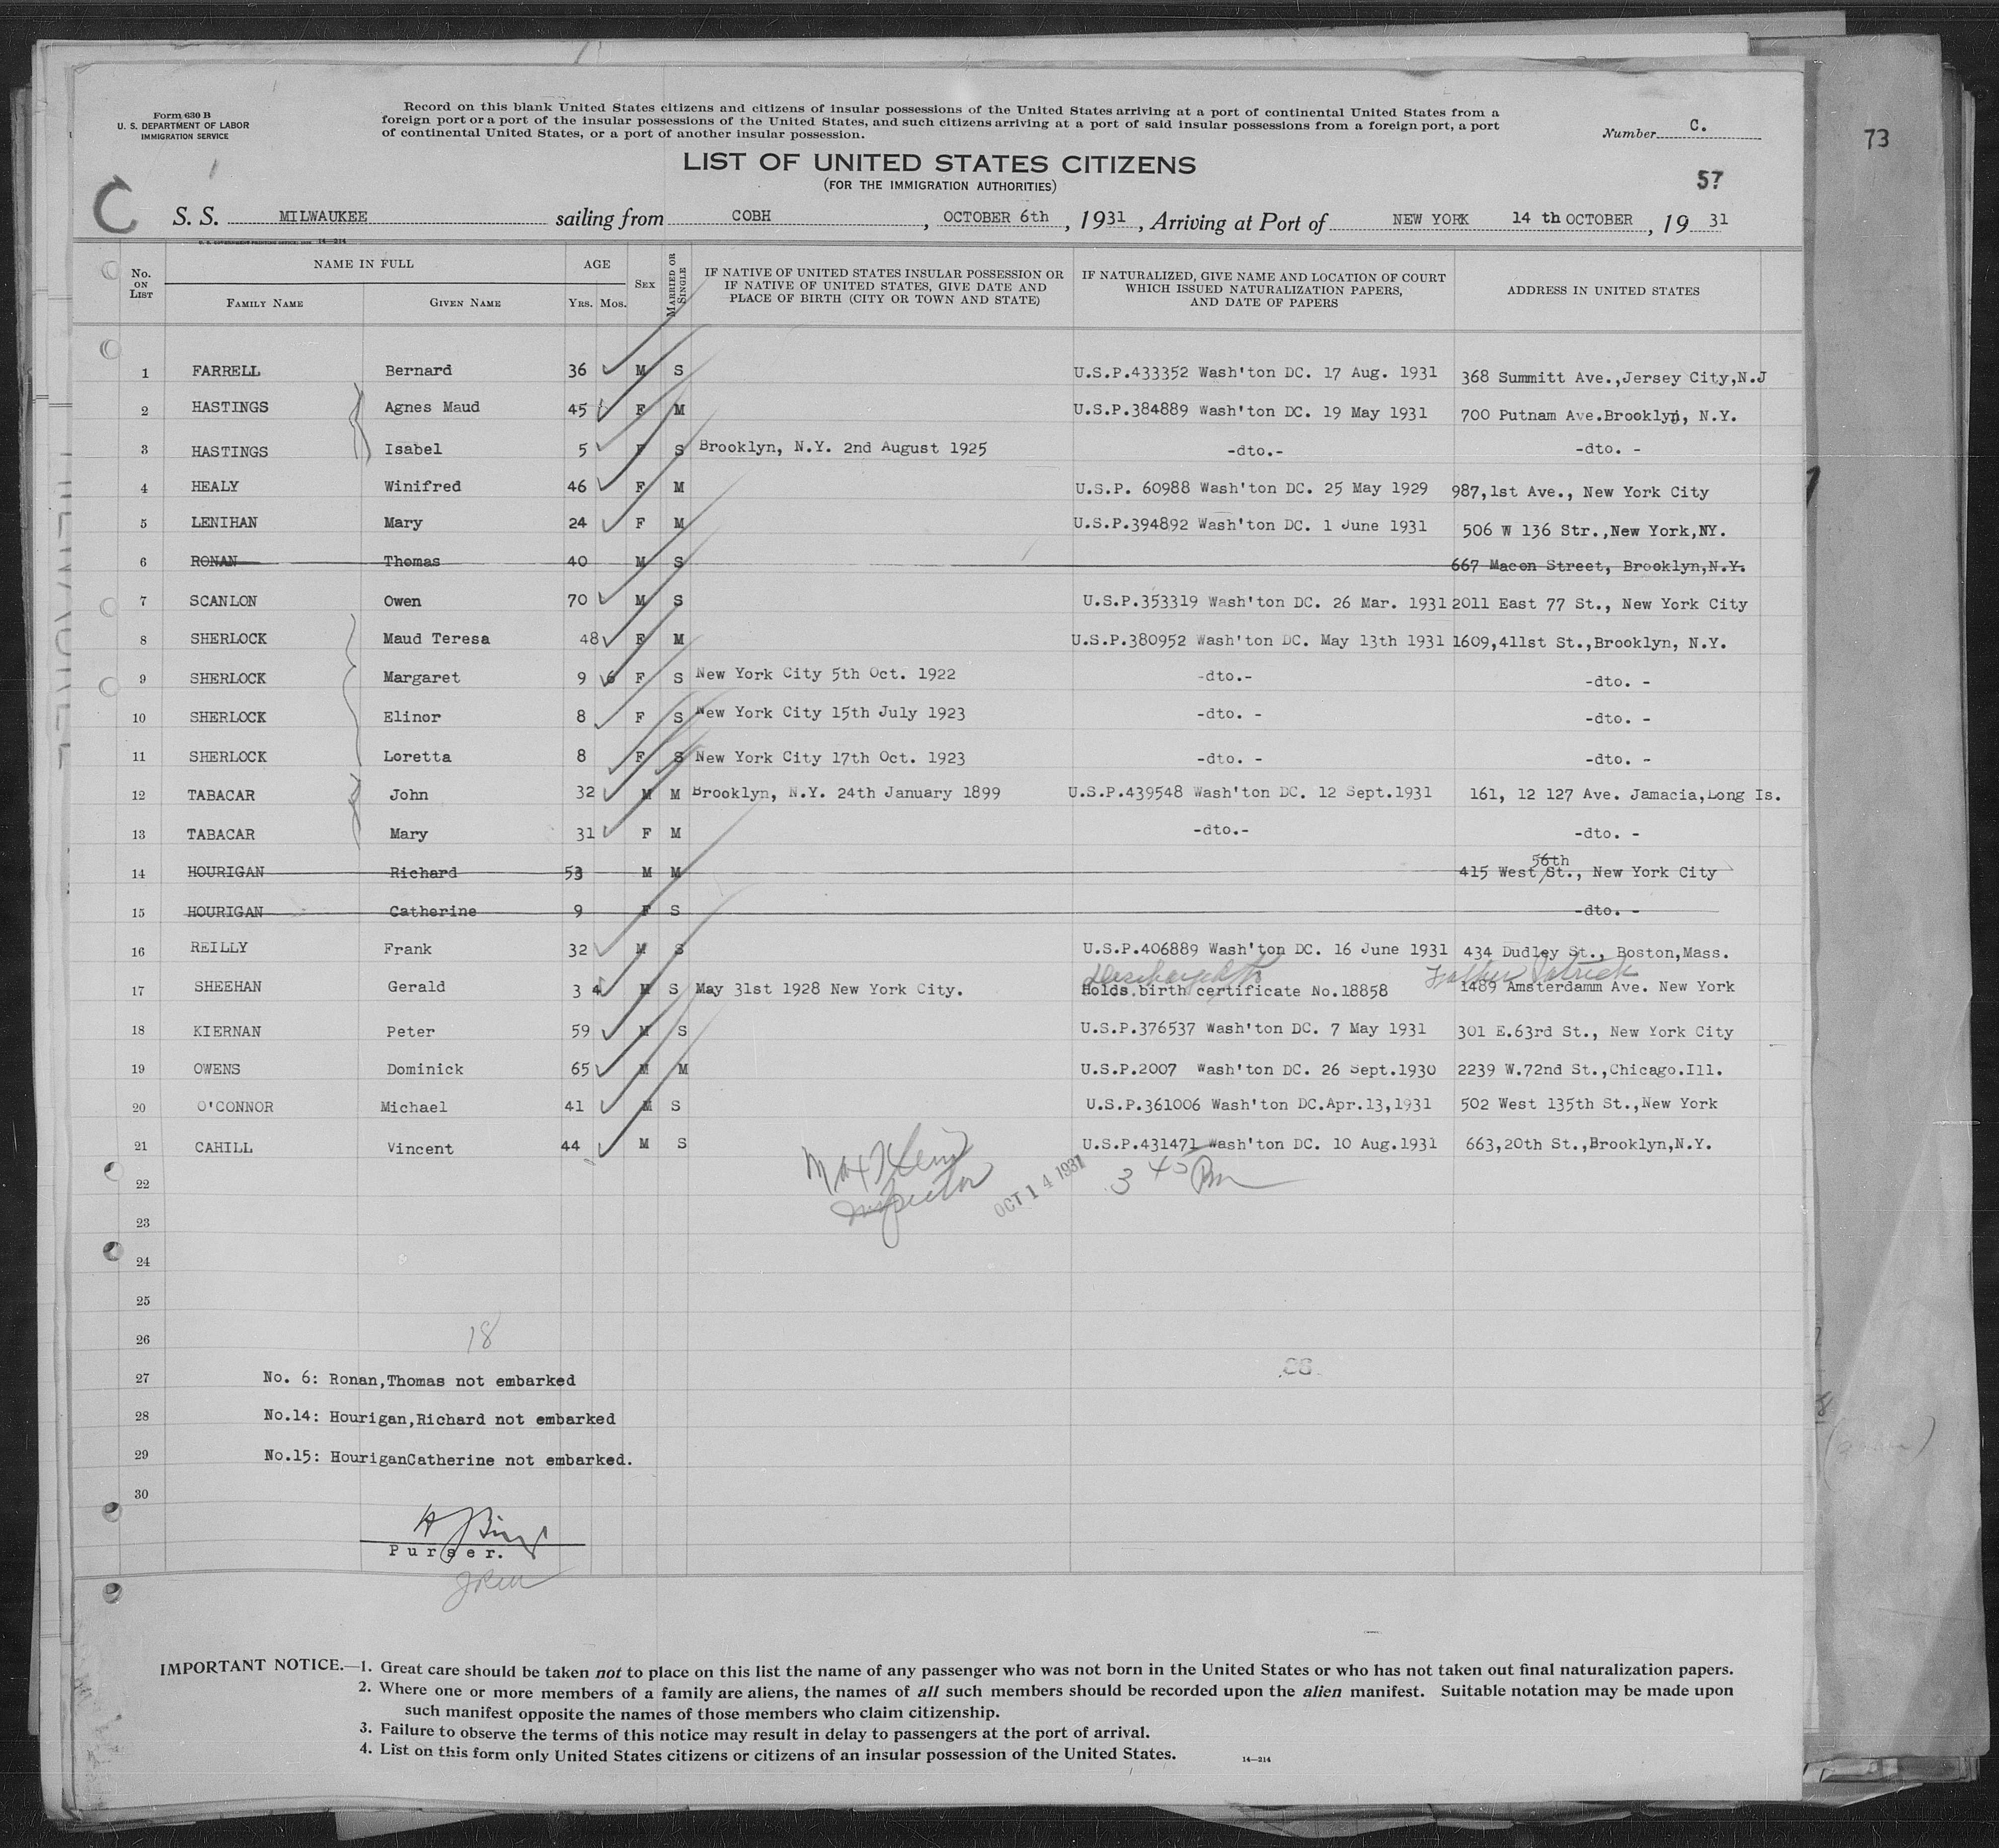 Form 630 B
U. S. DEPARTMENT OF LABOR
IMMIGRATION SERVICE
Record on this blank United States citizens and citizens of insular possessions of the United States arriving at a port of continental United States from a
foreign port or a port of the insular possessions of the United States, and such citizens arriving at a port of said insular possessions from a foreign port, a port
of continental United States, or a port of another insular possession.
Number C.
73
LIST OF UNITED STATES CITIZENS
(FOR THE IMMIGRATION AUTHORITIES)
57
C
S. S. MILWAUKEE sailing from COBH, OCTOBER 6th, 1931, Arriving at Port of NEW YORK 14 th OCTOBER, 19 31
No. ON LIST NAME IN FULL FAMILY NAME GIVEN NAME AGE YRS. MOS. SEX MARRIED OR SINGLE IF NATIVE OF UNITED STATES INSULAR POSSESSION OR IF NATIVE OF UNITED STATES, GIVE DATE AND PLACE OF BIRTH (CITY OR TOWN AND STATE) IF NATURALIZED, GIVE NAME AND LOCATION OF COURT WHICH ISSUED NATURALIZATION PAPERS, AND DATE OF PAPERS ADDRESS IN UNITED STATES
1 FARRELL Bernard 36 M S U.S.P.433352 Wash'ton DC. 17 Aug. 1931 368 Summitt Ave.,Jersey City,N.J
2 HASTINGS Agnes Maud 45 F M U.S.P.384889 Wash'ton DC. 19 May 1931 700 Putnam Ave.Brooklyn, N.Y.
3 HASTINGS Isabel 5 F S Brooklyn, N.Y. 2nd August 1925 -dto.- -dto. -
4 HEALY Winifred 46 F M U.S.P. 60988 Wash'ton DC. 25 May 1929 987,1st Ave., New York City
5 LENIHAN Mary 24 F M U.S.P.394892 Wash'ton DC. 1 June 1931 506 W 136 Str.,New York,NY.
6 RONAN Thomas 40 M S 667 Macon Street, Brooklyn,N.Y.
7 SCANLON Owen 70 M S U.S.P.353319 Wash'ton DC. 26 Mar. 1931 2011 East 77 St., New York City
8 SHERLOCK Maud Teresa 48 F M U.S.P.380952 Wash'ton DC. May 13th 1931 1609,411st St.,Brooklyn, N.Y.
9 SHERLOCK Margaret 9 6 F S New York City 5th Oct. 1922 -dto.- -dto. -
10 SHERLOCK Elinor 8 F S New York City 15th July 1923 -dto. - -dto. -
11 SHERLOCK Loretta 8 F S New York City 17th Oct. 1923 -dto. - -dto. -
12 TABACAR John 32 M M Brooklyn, N.Y. 24th January 1899 U.S.P.439548 Wash'ton DC. 12 Sept.1931 161, 12 127 Ave. Jamacia,Long Is.
13 TABACAR Mary 31 F M -dto.- -dto. -
14 HOURIGAN Richard 53 M M 415 West 56th St., New York City
15 HOURIGAN Catherine 9 F S -dto. -
16 REILLY Frank 32 M S U.S.P.406889 Wash'ton DC. 16 June 1931 434 Dudley St., Boston,Mass.
Discharged to Father Patrick
17 SHEEHAN Gerald 3 4 M S May 31st 1928 New York City. Holds birth certificate No.18858 1489 Amsterdamm Ave. New York
18 KIERNAN Peter 59 M S U.S.P.376537 Wash'ton DC. 7 May 1931 301 E.63rd St., New York City
19 OWENS Dominick 65 M M U.S.P.2007 Wash'ton DC. 26 Sept.1930 2239 W.72nd St.,Chicago.Ill.
20 O'CONNOR Michael 41 M S U.S.P.361006 Wash'ton DC.Apr.13,1931 502 West 135th St.,New York
21 CAHILL Vincent 44 M S U.S.P.431471 Wash'ton DC. 10 Aug.1931 663,20th St.,Brooklyn,N.Y.
22 Max
Inspector OCT 14 1931 3 45 Pm
23
24
25
26 18
27 No. 6: Ronan,Thomas not embarked
28 No.14: Hourigan,Richard not embarked
29 No.15: HouriganCatherine not embarked.
30
Purser.
IMPORTANT NOTICE.—1. Great care should be taken not to place on this list the name of any passenger who was not born in the United States or who has not taken out final naturalization papers.
2. Where one or more members of a family are aliens, the names of all such members should be recorded upon the alien manifest. Suitable notation may be made upon
such manifest opposite the names of those members who claim citizenship.
3. Failure to observe the terms of this notice may result in delay to passengers at the port of arrival.
4. List on this form only United States citizens or citizens of an insular possession of the United States.
14—214